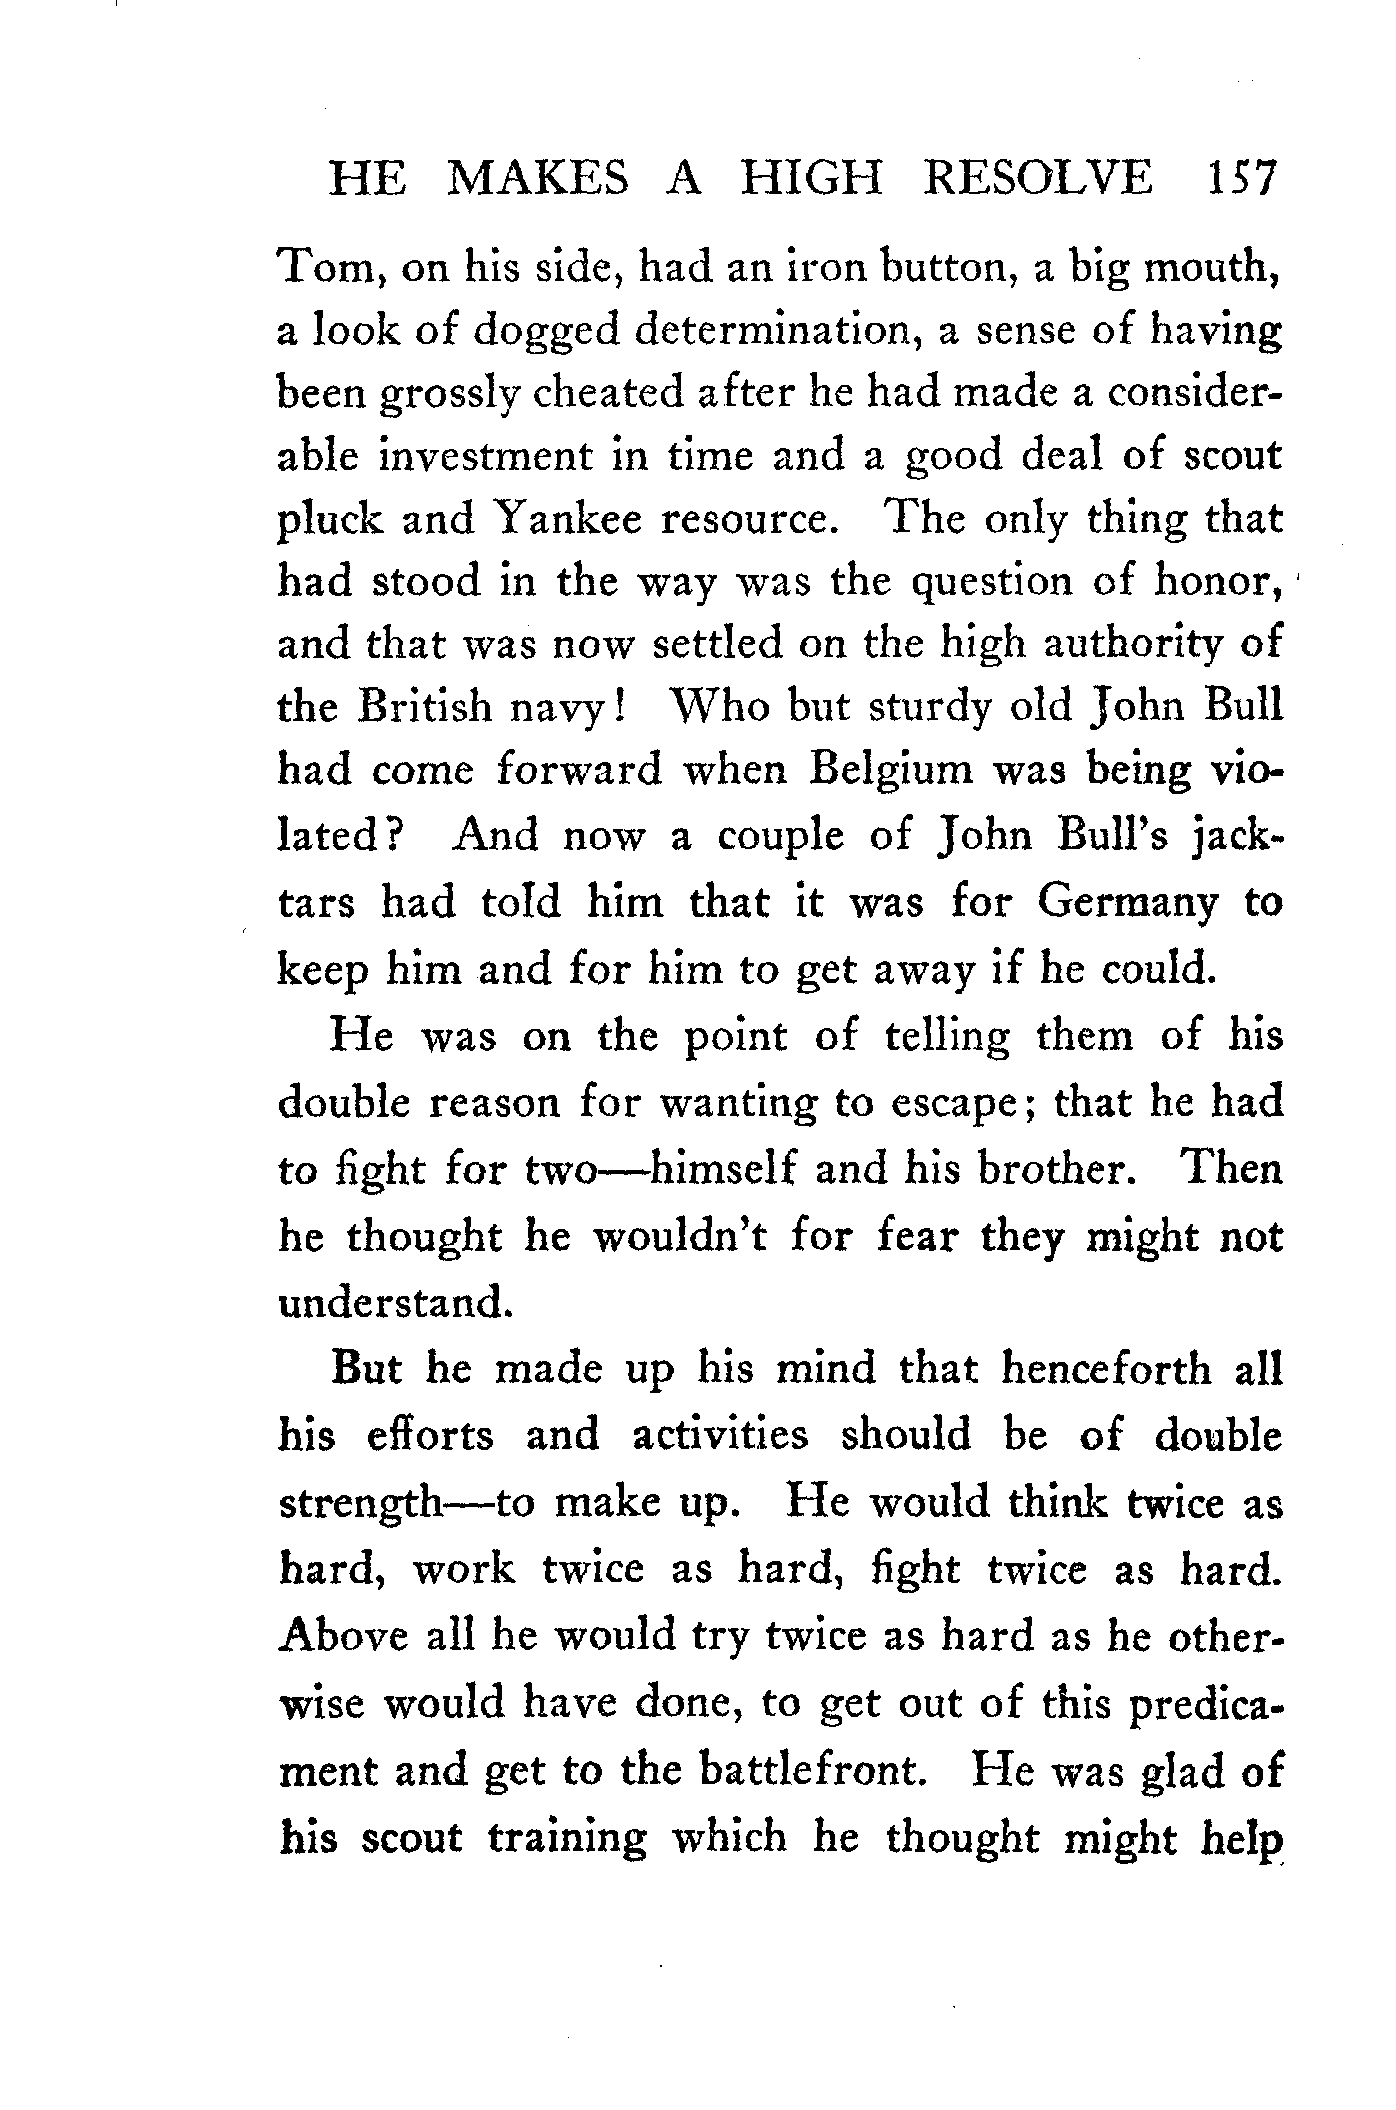 HE MAKES A HIGH RESOLVE 157
Tom, on his side, had an iron button, a big mouth,
a look of dogged determination, a sense of having
been grossly cheated after he had made a consider-
able investment in time and a good deal of scout
pluck and Yankee resource. The only thing that
had stood in the way was the question of honor,
and that was now settled on the high authority of
the British navy! Who but sturdy old John Bull
had come forward when Belgium was being vio-
lated? And now a couple of John Bull's jack-
tars had told him that it was for Germany to
keep him and for him to get away if he could.
He was on the point of telling them of his
double reason for wanting to escape; that he had
to fight for two—himself and his brother. Then
he thought he wouldn't for fear they might not
understand.
But he made up his mind that henceforth all
his efforts and activities should be of double
strength—to make up. He would think twice as
hard, work twice as hard, fight twice as hard.
Above all he would try twice as hard as he other-
wise would have done, to get out of this predica-
ment and get to the battlefront. He was glad of
his scout training which he thought might help